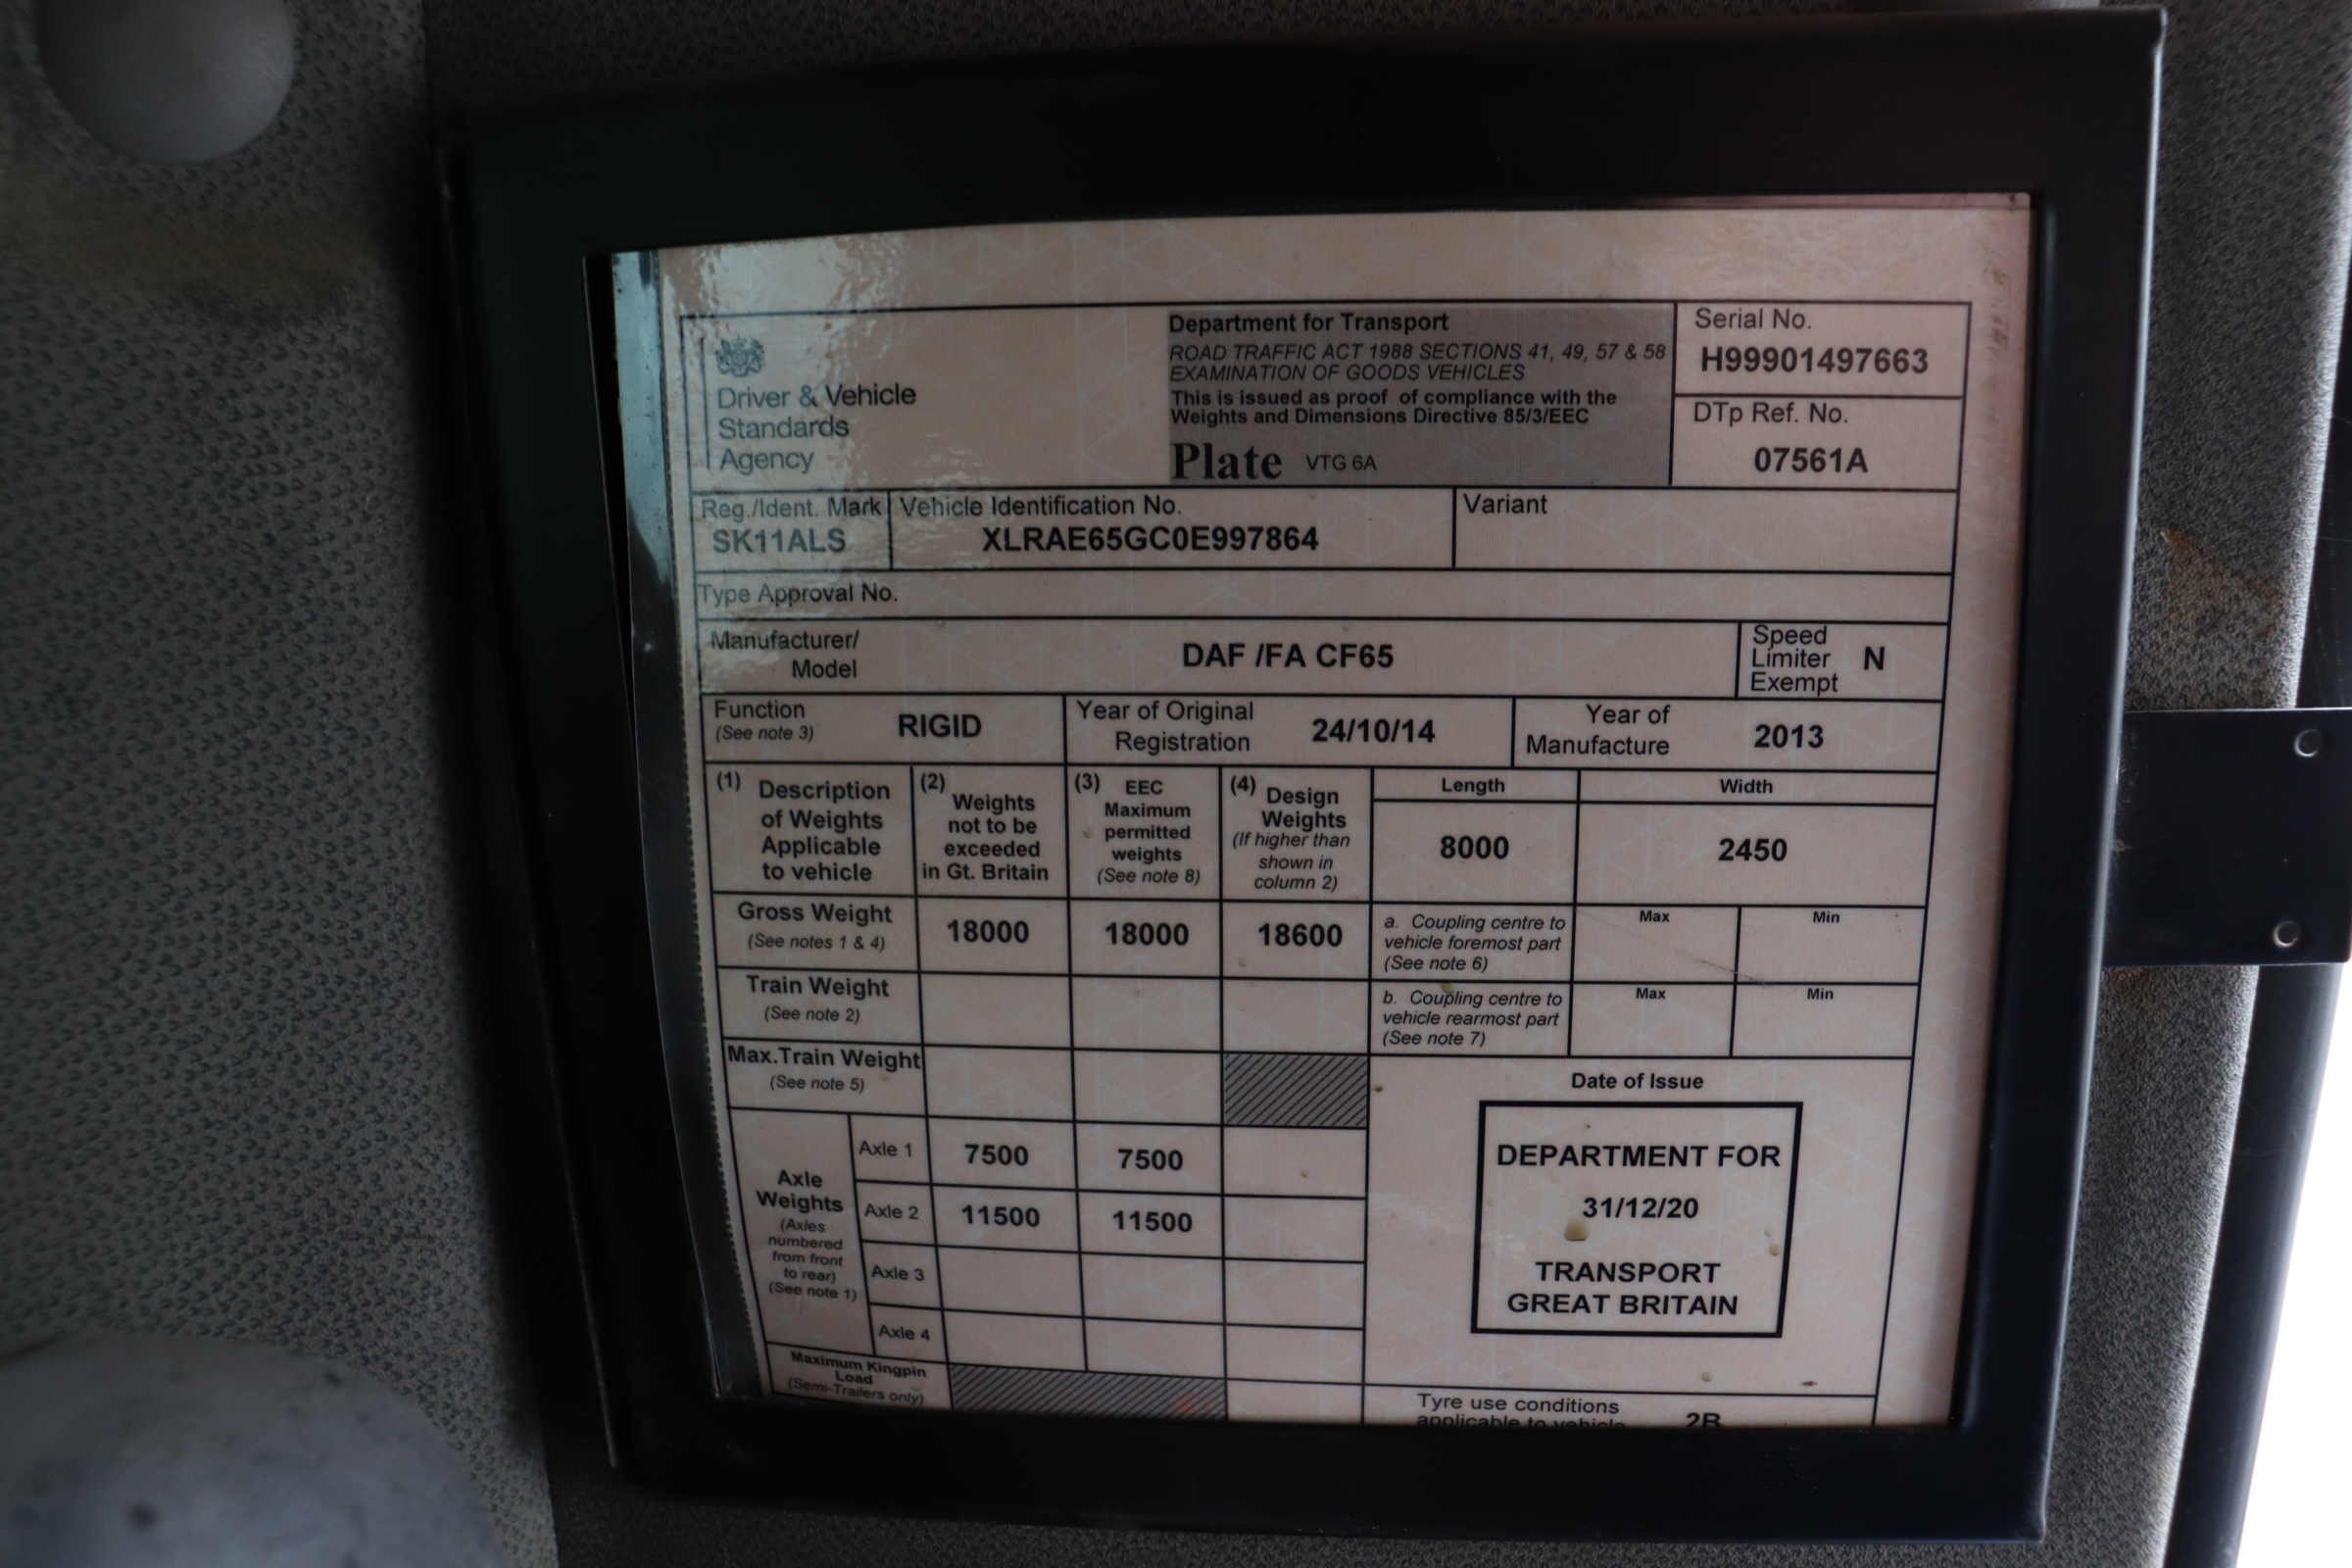 Driver & Vehicle
Standards
Agency
Department for Transport
ROAD TRAFFIC ACT 1988 SECTIONS 41, 49, 57 & 58
EXAMINATION OF GOODS VEHICLES
This is issued as proof of compliance with the
Weights and Dimensions Directive 85/3/EEC
Plate VTG 6A
Serial No.
H99901497663
DTp Ref. No.
07561A
Reg./Ident. Mark
SK11ALS
Vehicle Identification No.
XLRAE65GC0E997864
Variant
Type Approval No.
Manufacturer/
Model
DAF /FA CF65
Speed
Limiter
Exempt
N
Function
(See note 3)
RIGID
Year of Original
Registration
24/10/14
Year of
Manufacture
2013
(1) Description
of Weights
Applicable
to vehicle
(2) Weights
not to be
exceeded
in Gt. Britain
(3) EEC
Maximum
permitted
weights
(See note 8)
(4) Design
Weights
(If higher than
shown in
column 2)
Length
8000
Width
2450
Gross Weight
(See notes 1 & 4)
18000
18000
18600
a. Coupling centre to
vehicle foremost part
(See note 6)
Max
Min
Train Weight
(See note 2)
b. Coupling centre to
vehicle rearmost part
(See note 7)
Max
Min
Max.Train Weight
(See note 5)
Axle
Weights
(Axles
numbered
from front
to rear)
(See note 1)
Axle 1
7500
7500
Axle 2
11500
11500
Axle 3
Axle 4
Maximum Kingpin
Load
(Semi-Trailers only)
Date of Issue
DEPARTMENT FOR
31/12/20
TRANSPORT
GREAT BRITAIN
Tyre use conditions
applicable to vehicle